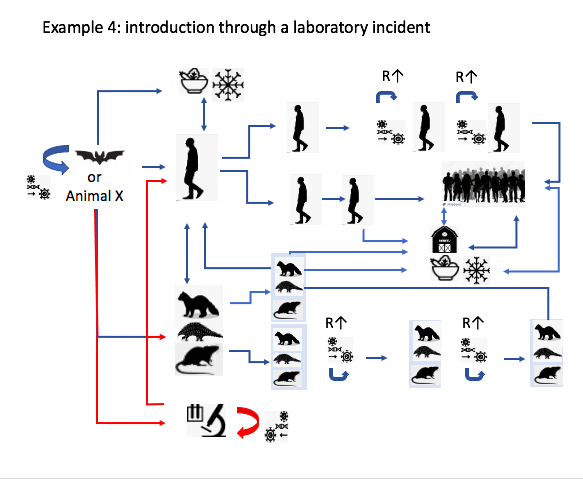 Example 4: introduction through a laboratory incident
R↑
R↑
or
Animal X
R↑
R↑